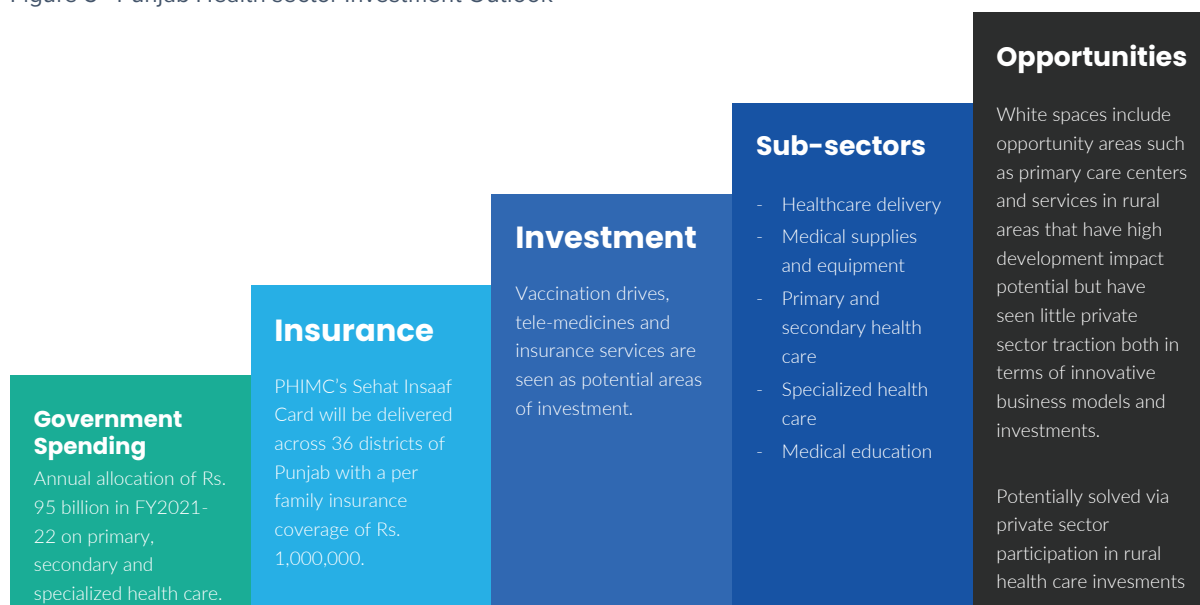 Figure Punjab Health sector Investment Outlook
Government
Spending
Annual allocation of Rs.
95 billion in FY2021-
22 on primary,
secondary and
specialized health care.
Insurance
PHIMC's Sehat Insaaf
Card will be delivered
across 36 districts of
Punjab with a per
family insurance
coverage of Rs.
1,000,000.
Investment
Vaccination drives,
tele-medicines and
insurance services are
seen as potential areas
of investment.
Sub-sectors
- Healthcare delivery
- Medical supplies
and equipment
- Primary and
secondary health
care
- Specialized health
care
- Medical education
Opportunities
White spaces include
opportunity areas such
as primary care centers
and services in rural
areas that have high
development impact
potential but have
seen little private
sector traction both in
terms of innovative
business models and
investments.
Potentially solved via
private sector
participation in rural
health care invesments